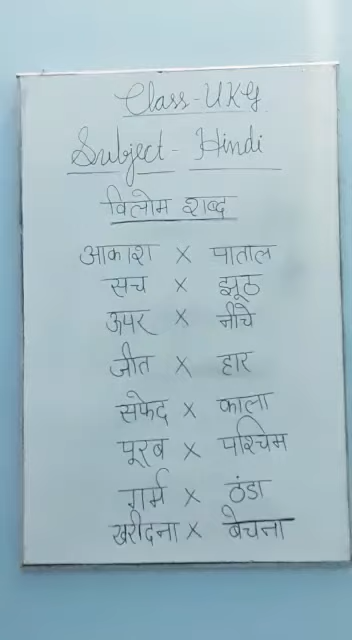 Class-UKG
Subject - Hindi
विलोम शब्द
आकाश × पाताल
सच × झूठ
ऊपर × नीचे
जीत × हार
सफेद × काला
पूरब × पश्चिम
गर्म × ठंडा
खरीदना × बेचना